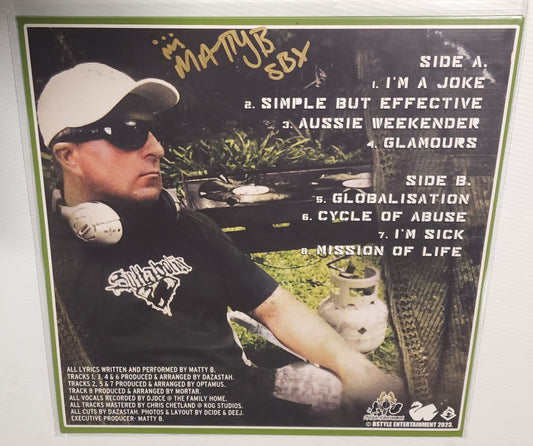 MATTYB
SBX
SIDE A.
1. I'M A JOKE
2. SIMPLE BUT EFFECTIVE
3. AUSSIE WEEKENDER
4. GLAMOURS
SIDE B.
5. GLOBALISATION
6. CYCLE OF ABUSE
7. I'M SICK
8. MISSION OF LIFE
ALL LYRICS WRITTEN AND PERFORMED BY MATTY B.
TRACKS 1, 3, 4 & 6 PRODUCED & ARRANGED BY DAZASTAH.
TRACKS 2, 5 & 7 PRODUCED & ARRANGED BY OPTAMUS.
TRACK 8 PRODUCED & ARRANGED BY MORTAR.
ALL VOCALS RECORDED BY DJDCE @ THE FAMILY HOME.
ALL TRACKS MASTERED BY CHRIS CHETLAND @ KOG STUDIOS.
ALL CUTS BY DAZASTAH. PHOTOS & LAYOUT BY DCIDE & DEEJ.
EXECUTIVE PRODUCER- MATTY B.
© BSTYLE ENTERTAINMENT 2023.